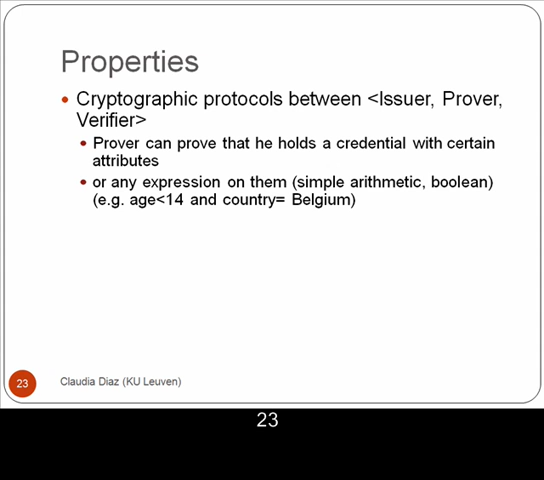 Properties
Cryptographic protocols between <Issuer, Prover,
Verifier>
Prover can prove that he holds a credential with certain
attributes
or any expression on them (simple arithmetic, boolean)
(e.g. age<14 and country= Belgium)
23
Claudia Diaz (KU Leuven)
23